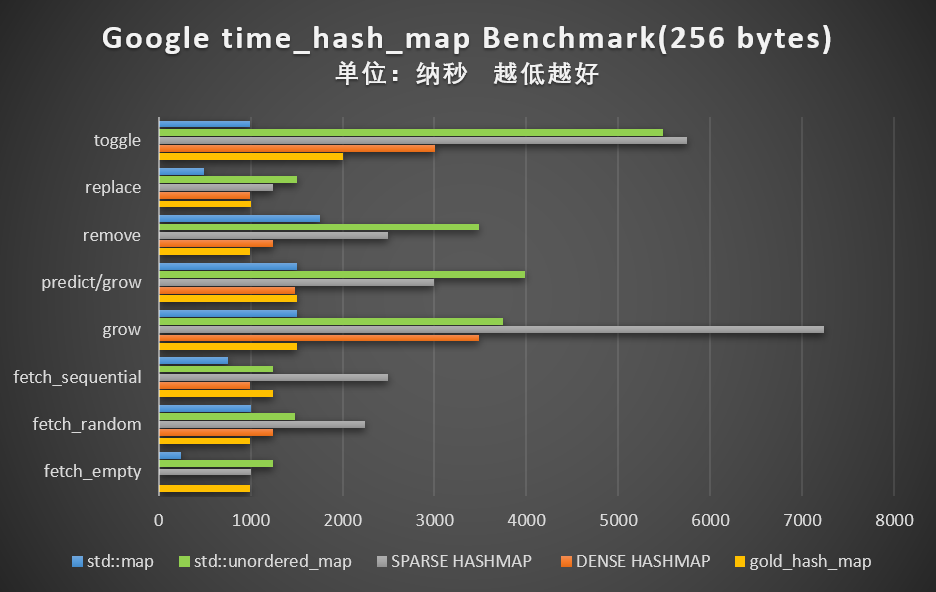 Google time_hash_map Benchmark(256 bytes)
单位：纳秒 越低越好
toggle
replace
remove
predict/grow
grow
fetch_sequential
fetch_random
fetch_empty
0 1000 2000 3000 4000 5000 6000 7000 8000
std::map std::unordered_map SPARSE HASHMAP DENSE HASHMAP gold_hash_map